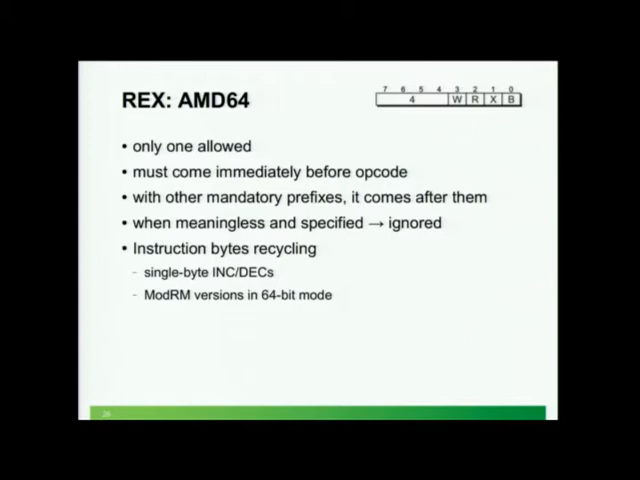 REX: AMD64
7 6 5 4 3 2 1 0
4 W R X B
• only one allowed
• must come immediately before opcode
• with other mandatory prefixes, it comes after them
• when meaningless and specified → ignored
• Instruction bytes recycling
- single-byte INC/DECs
- ModRM versions in 64-bit mode